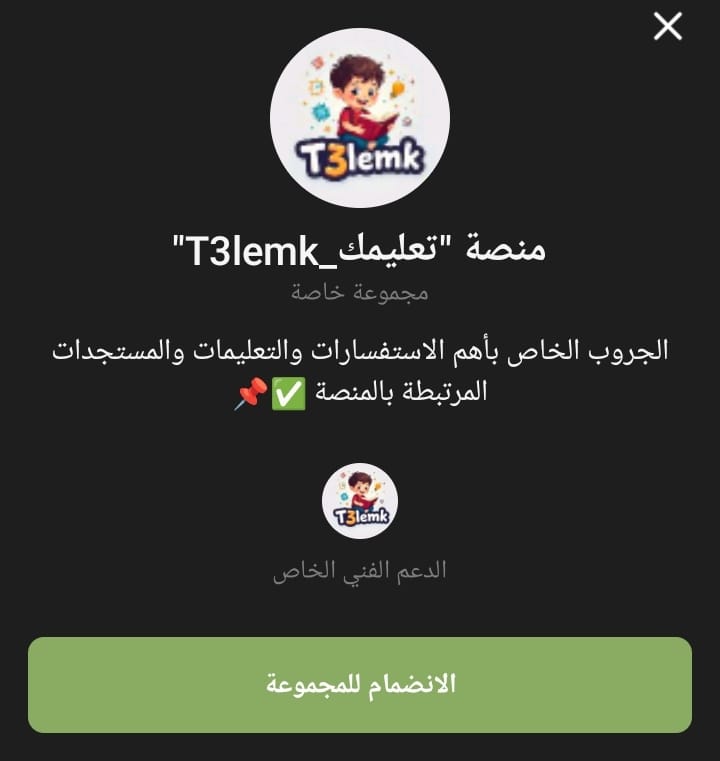 T3lemk
منصة "تعليمك_T3lemk"
مجموعة خاصة
الجروب الخاص بأهم الاستفسارات والتعليمات والمستجدات
المرتبطة بالمنصة ✅📌
T3lemk
الدعم الفني الخاص
الانضمام للمجموعة